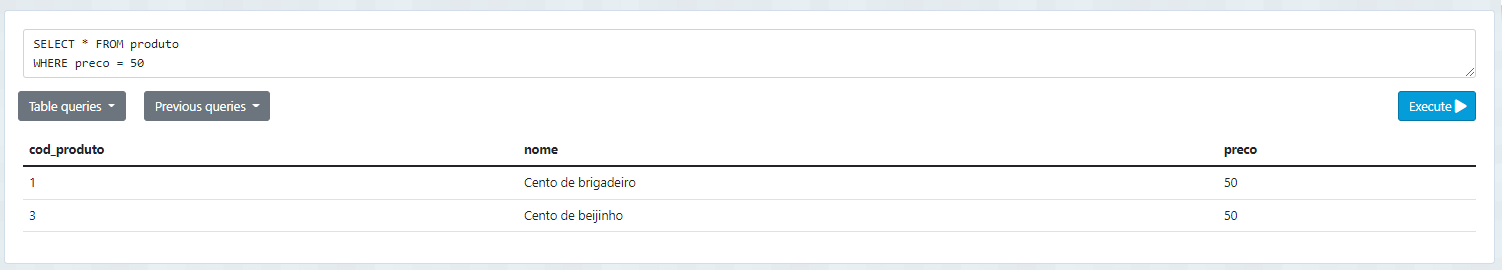 SELECT * FROM produto
WHERE preco = 50
Table queries
Previous queries
Execute
cod_produto nome preco
1 Cento de brigadeiro 50
3 Cento de beijinho 50